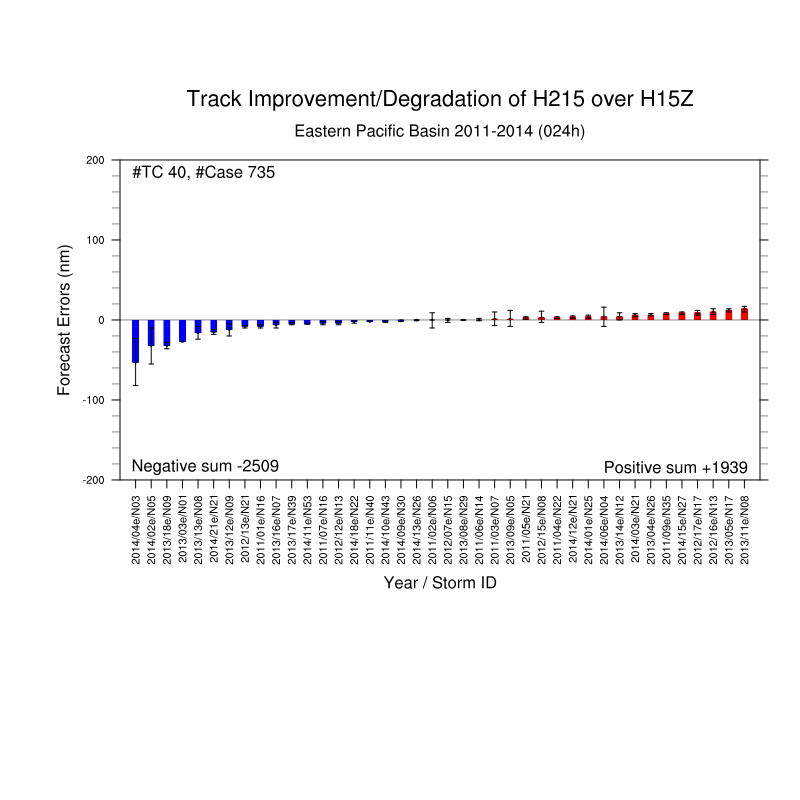 Track Improvement/Degradation of H215 over H15Z
Eastern Pacific Basin 2011-2014 (024h)
#TC 40, #Case 735
200
100
0
-100
-200
Forecast Errors (nm)
Negative sum -2509
Positive sum +1939
2014/04e/N03
2014/02e/N05
2013/18e/N09
2013/03e/N01
2013/13e/N08
2014/21e/N21
2013/12e/N09
2012/13e/N21
2011/01e/N16
2013/16e/N07
2013/17e/N39
2014/11e/N53
2011/07e/N16
2012/12e/N13
2014/18e/N22
2011/11e/N40
2014/10e/N43
2014/09e/N30
2014/13e/N26
2011/02e/N06
2012/07e/N15
2013/08e/N29
2011/06e/N14
2011/03e/N07
2013/09e/N05
2011/05e/N21
2012/15e/N08
2011/04e/N22
2014/12e/N21
2014/01e/N25
2014/06e/N04
2013/14e/N12
2014/03e/N21
2013/04e/N26
2011/09e/N35
2014/15e/N27
2012/17e/N17
2012/16e/N13
2013/05e/N17
2013/11e/N08
Year / Storm ID